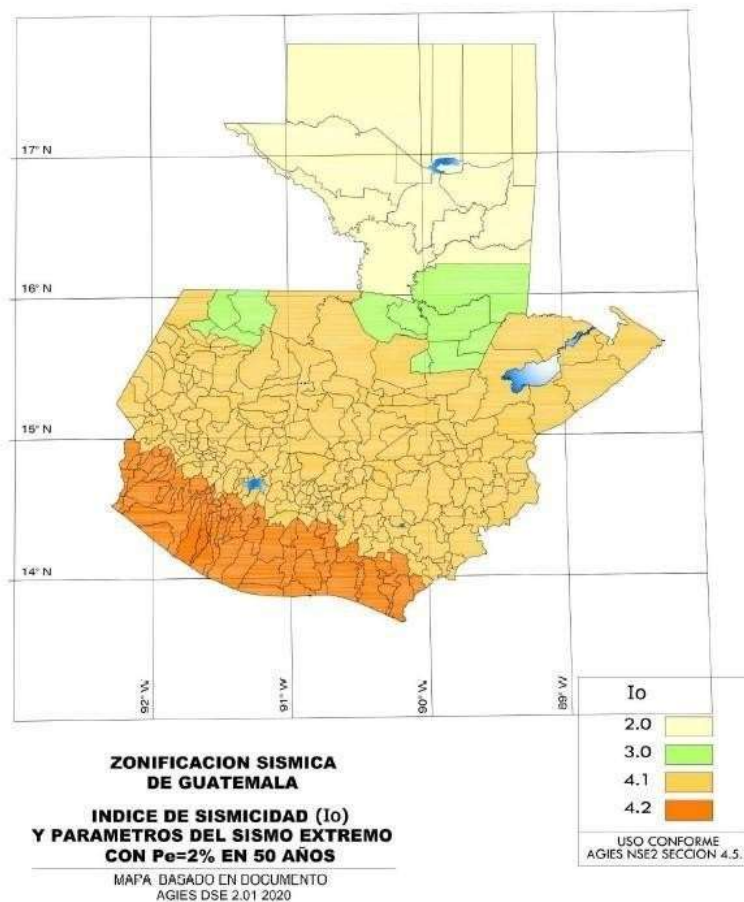 17° N
16° N
15° N
14° N
92° W
91° W
90° W
89° W
Io
2.0
3.0
4.1
4.2
USO CONFORME
AGIES NSE2 SECCION 4.5.
ZONIFICACION SISMICA
DE GUATEMALA
INDICE DE SISMICIDAD (Io)
Y PARAMETROS DEL SISMO EXTREMO
CON Pe=2% EN 50 AÑOS
MAPA BASADO EN DOCUMENTO
AGIES DSE 2.01 2020